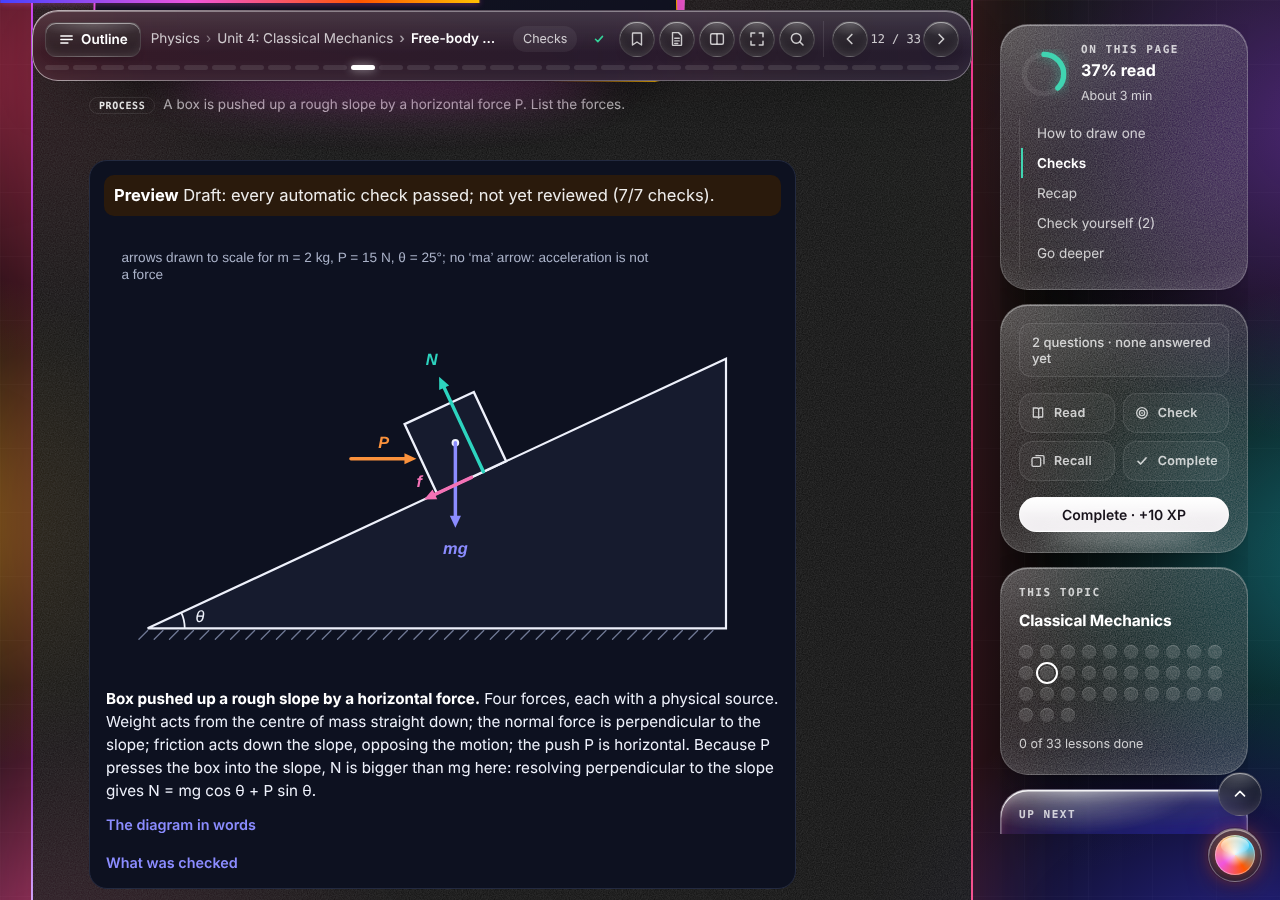 Outline
Physics › Unit 4: Classical Mechanics › Free-body ...
Checks
12 / 33
PROCESS A box is pushed up a rough slope by a horizontal force P. List the forces.
Preview Draft: every automatic check passed; not yet reviewed (7/7 checks).
arrows drawn to scale for m = 2 kg, P = 15 N, θ = 25°; no ‘ma’ arrow: acceleration is not
a force
N
P
f
mg
θ
Box pushed up a rough slope by a horizontal force. Four forces, each with a physical source.
Weight acts from the centre of mass straight down; the normal force is perpendicular to the
slope; friction acts down the slope, opposing the motion; the push P is horizontal. Because P
presses the box into the slope, N is bigger than mg here: resolving perpendicular to the slope
gives N = mg cos θ + P sin θ.
The diagram in words
What was checked
ON THIS PAGE
37% read
About 3 min
How to draw one
Checks
Recap
Check yourself (2)
Go deeper
2 questions · none answered
yet
Read
Check
Recall
Complete
Complete · +10 XP
THIS TOPIC
Classical Mechanics
0 of 33 lessons done
UP NEXT